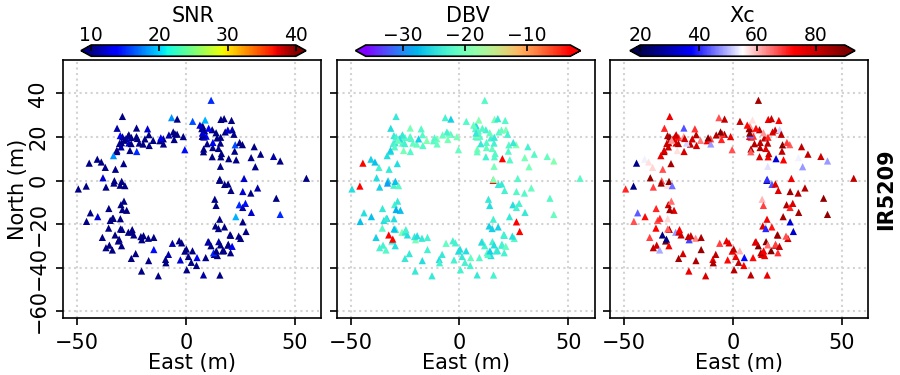 SNR DBV Xc
10 20 30 40 −30 −20 −10 20 40 60 80
40
20
0
−20
−40
−60
North (m)
−50 0 50 −50 0 50 −50 0 50
East (m) East (m) East (m)
IR5209